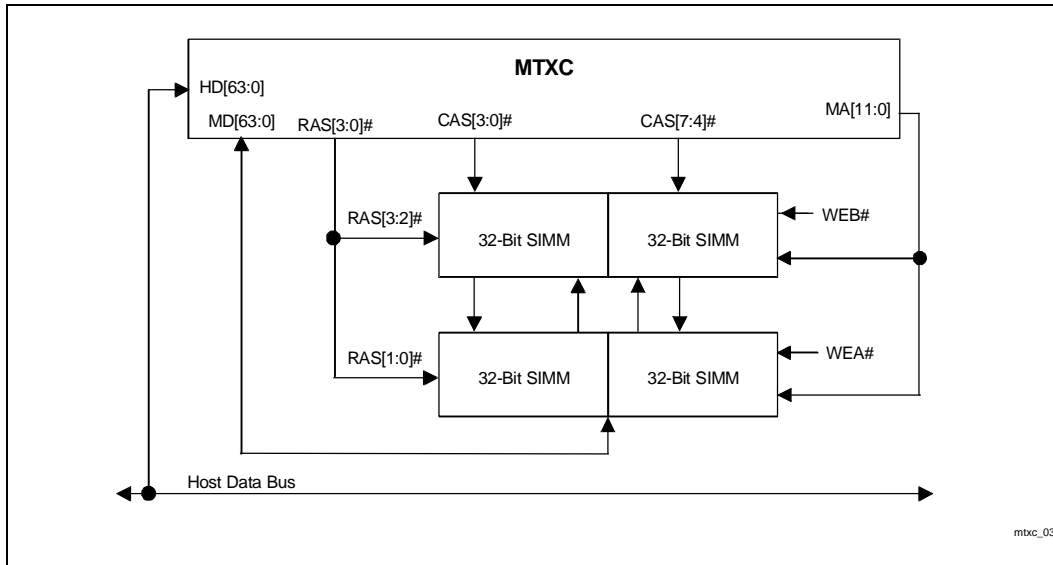 MTXC
HD[63:0]
MD[63:0]
RAS[3:0]#
CAS[3:0]#
CAS[7:4]#
MA[11:0]
RAS[3:2]#
32-Bit SIMM
32-Bit SIMM
WEB#
RAS[1:0]#
32-Bit SIMM
32-Bit SIMM
WEA#
Host Data Bus
mtxc_03